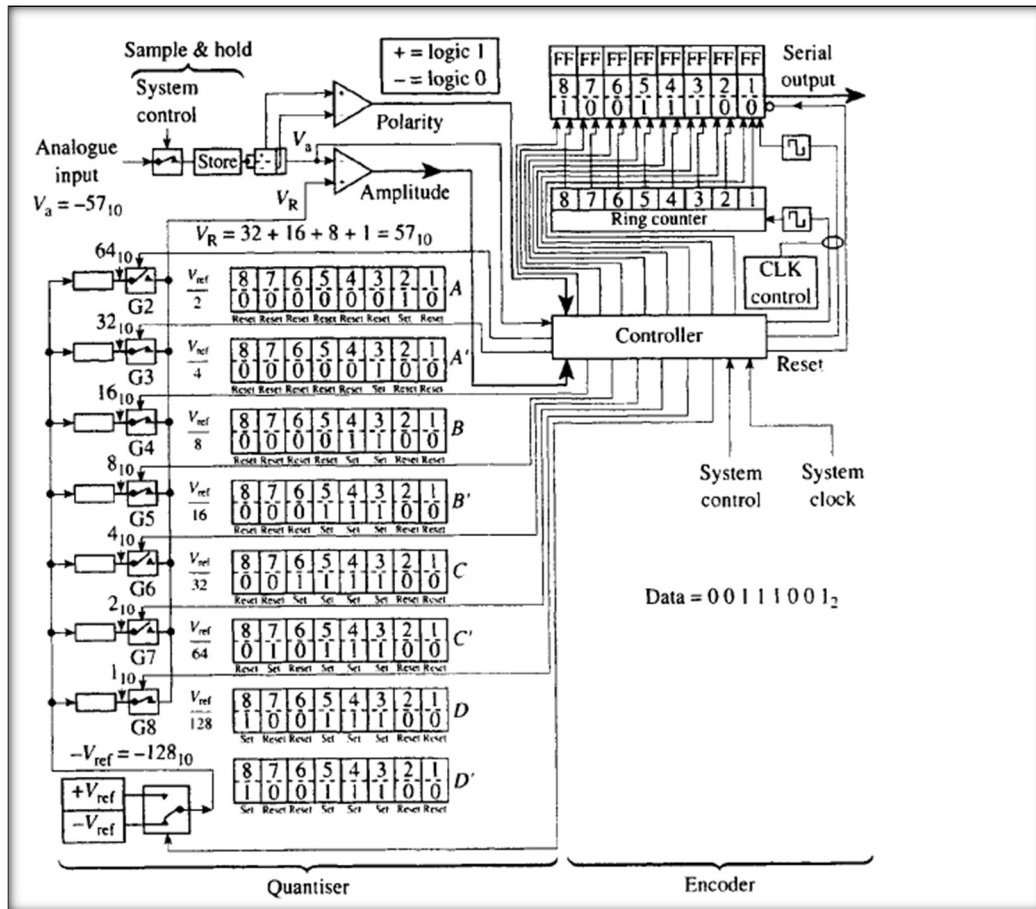 Sample & hold
System control
Analogue input
Store
Va = −57₁₀
+ = logic 1
− = logic 0
Polarity
Va
VR
Amplitude
FF FF FF FF FF FF FF FF
8 7 6 5 4 3 2 1
1 0 0 1 1 1 0 0
Serial output
8 7 6 5 4 3 2 1
Ring counter
CLK control
VR = 32 + 16 + 8 + 1 = 57₁₀
64₁₀
G2
Vref/2
8 7 6 5 4 3 2 1
0 0 0 0 0 0 1 0
A
Reset Reset Reset Reset Reset Reset Set Reset
32₁₀
G3
Vref/4
8 7 6 5 4 3 2 1
0 0 0 0 0 1 0 0
A'
Reset Reset Reset Reset Reset Set Reset Reset
16₁₀
G4
Vref/8
8 7 6 5 4 3 2 1
0 0 0 0 1 1 0 0
B
Reset Reset Reset Reset Set Set Reset Reset
8₁₀
G5
Vref/16
8 7 6 5 4 3 2 1
0 0 0 1 1 1 0 0
B'
Reset Reset Reset Set Set Set Reset Reset
4₁₀
G6
Vref/32
8 7 6 5 4 3 2 1
0 0 1 1 1 1 0 0
C
Reset Reset Set Set Set Set Reset Reset
2₁₀
G7
Vref/64
8 7 6 5 4 3 2 1
0 1 0 1 1 1 0 0
C'
Reset Set Reset Set Set Set Reset Reset
1₁₀
G8
Vref/128
8 7 6 5 4 3 2 1
1 0 0 1 1 1 0 0
D
Set Reset Reset Set Set Set Reset Reset
8 7 6 5 4 3 2 1
1 0 0 1 1 1 0 0
D'
Set Reset Reset Set Set Set Reset Reset
−Vref = −128₁₀
+Vref
−Vref
Controller
Reset
System control
System clock
Data = 0 0 1 1 1 0 0 1₂
Quantiser
Encoder